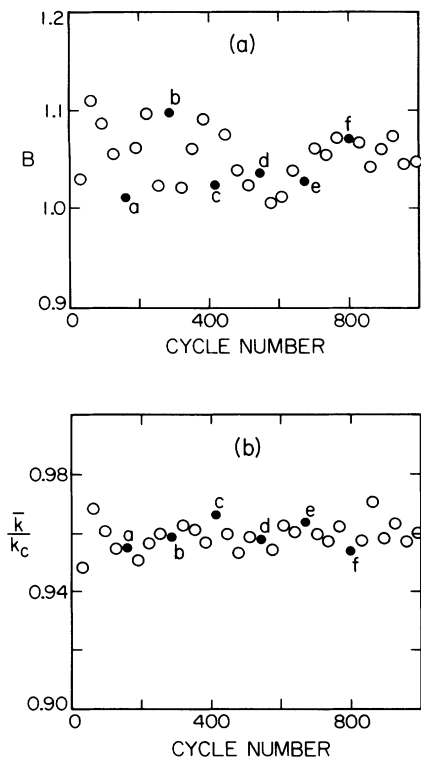 1.2
(a)
1.1
b
f
B
d
c
e
1.0
a
0.9
0
400
800
CYCLE NUMBER
(b)
0.98
c
e
a
k̄
d
k_c
b
f
0.94
0.90
0
400
800
CYCLE NUMBER